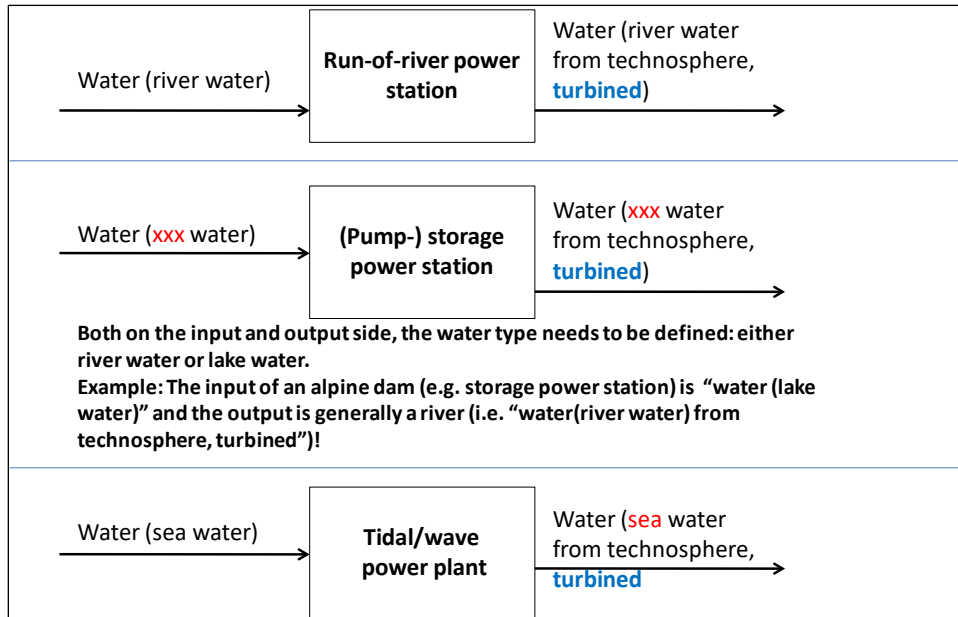 Water (river water)
Run-of-river power
station
Water (river water
from technosphere,
turbined)
Water (xxx water)
(Pump-) storage
power station
Water (xxx water
from technosphere,
turbined)
Both on the input and output side, the water type needs to be defined: either
river water or lake water.
Example: The input of an alpine dam (e.g. storage power station) is “water (lake
water)” and the output is generally a river (i.e. “water(river water) from
technosphere, turbined”)!
Water (sea water)
Tidal/wave
power plant
Water (sea water
from technosphere,
turbined